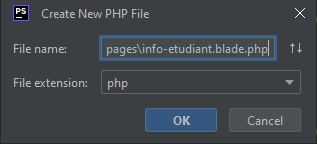 PS Create New PHP File
File name: pages\info-etudiant.blade.php
File extension: php
OK Cancel